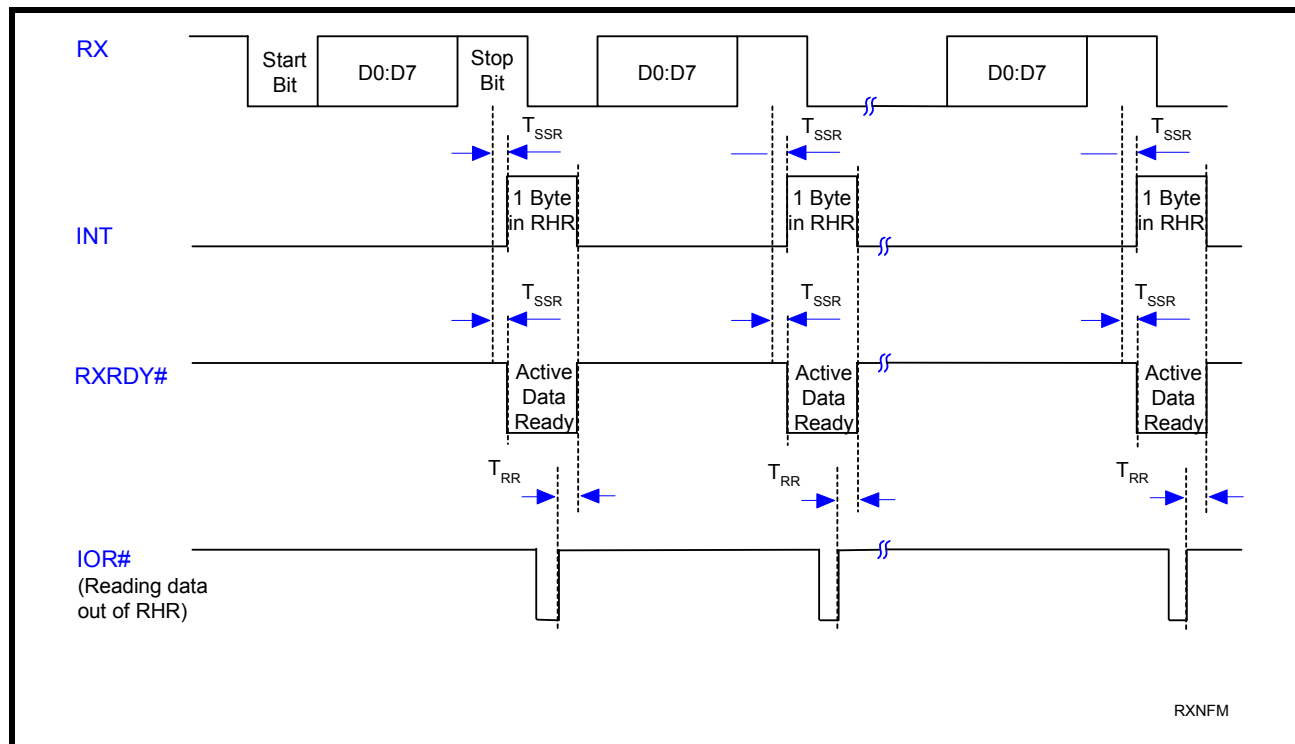 RX
Start
Bit
D0:D7
Stop
Bit
D0:D7
D0:D7
TSSR
TSSR
TSSR
INT
1 Byte
in RHR
1 Byte
in RHR
1 Byte
in RHR
TSSR
TSSR
TSSR
RXRDY#
Active
Data
Ready
Active
Data
Ready
Active
Data
Ready
TRR
TRR
TRR
IOR#
(Reading data
out of RHR)
RXNFM